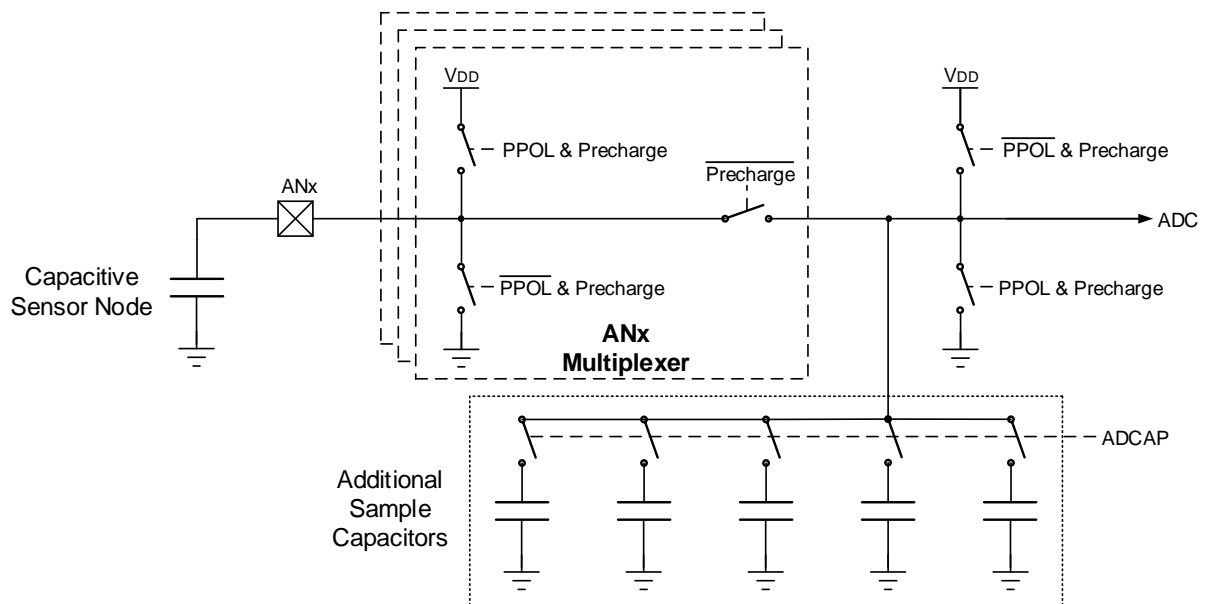 VDD
VDD
PPOL & Precharge
PPOL & Precharge
Precharge
ANx
ADC
Capacitive
Sensor Node
PPOL & Precharge
PPOL & Precharge
ANx
Multiplexer
ADCAP
Additional
Sample
Capacitors